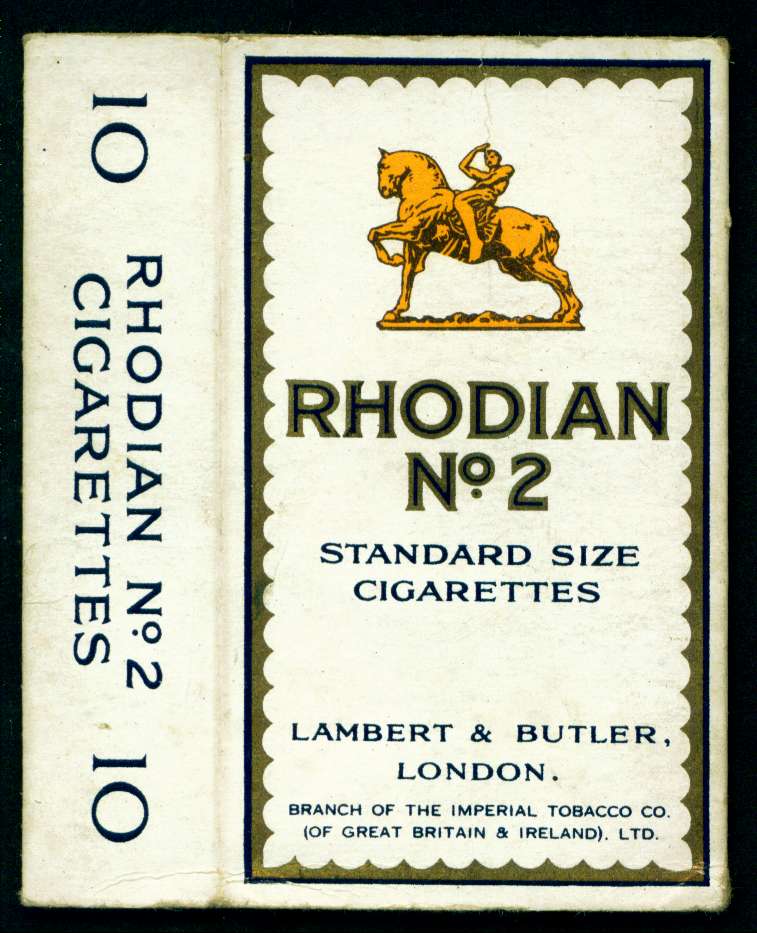 10
RHODIAN Nº 2
CIGARETTES
10
RHODIAN
Nº 2
STANDARD SIZE
CIGARETTES
LAMBERT & BUTLER,
LONDON.
BRANCH OF THE IMPERIAL TOBACCO CO.
(OF GREAT BRITAIN & IRELAND). LTD.